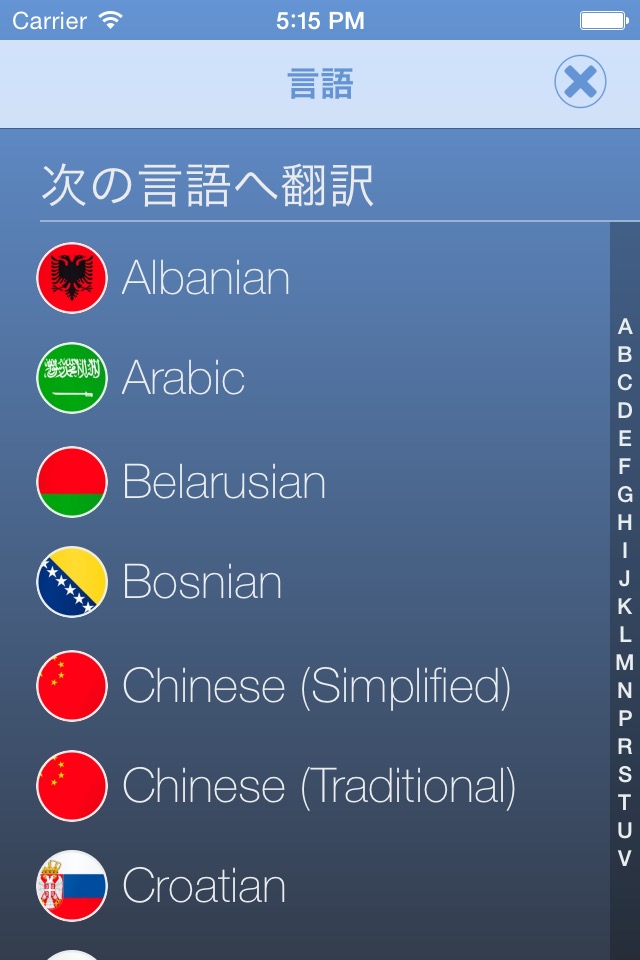 Carrier 5:15 PM
言語
次の言語へ翻訳
Albanian
Arabic
Belarusian
Bosnian
Chinese (Simplified)
Chinese (Traditional)
Croatian
A
B
C
D
E
F
G
H
I
J
K
L
M
N
P
R
S
T
U
V